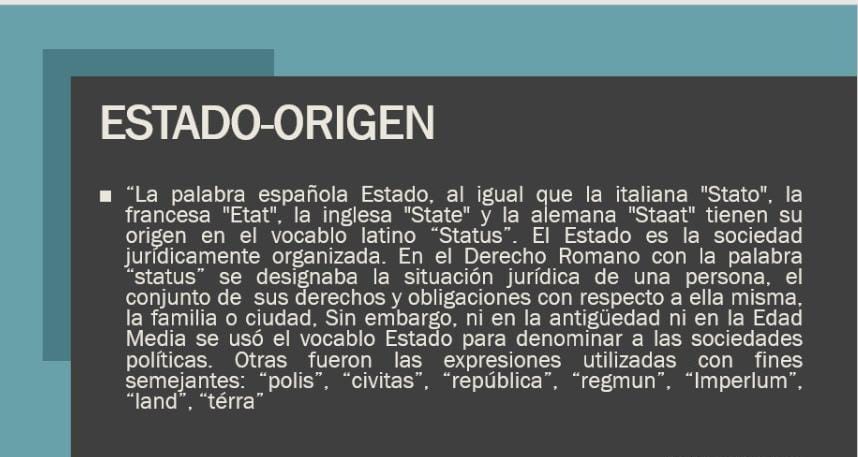 ESTADO-ORIGEN
“La palabra española Estado, al igual que la italiana "Stato", la
francesa "Etat", la inglesa "State" y la alemana "Staat" tienen su
origen en el vocablo latino “Status”. El Estado es la sociedad
jurídicamente organizada. En el Derecho Romano con la palabra
“status” se designaba la situación jurídica de una persona, el
conjunto de sus derechos y obligaciones con respecto a ella misma,
la familia o ciudad, Sin embargo, ni en la antigüedad ni en la Edad
Media se usó el vocablo Estado para denominar a las sociedades
políticas. Otras fueron las expresiones utilizadas con fines
semejantes: “polis”, “civitas”, “república”, “regmun”, “Imperlum”,
“land”, “térra”